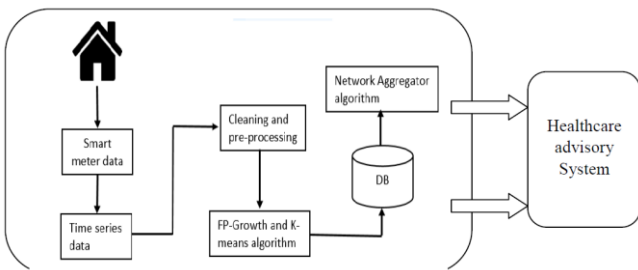 Smart
meter data
Time series
data
Cleaning and
pre-processing
FP-Growth and K-
means algorithm
DB
Network Aggregator
algorithm
Healthcare
advisory
System